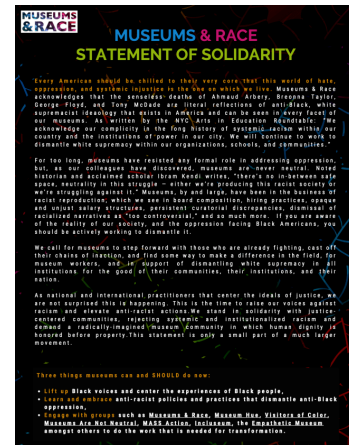 MUSEUMS
& RACE
MUSEUMS & RACE
STATEMENT OF SOLIDARITY
Every American should be chilled to their very core that this world of hate,
oppression, and systemic injustice is the one on which we live. Museums & Race
acknowledges that the senseless deaths of Ahmaud Arbery, Breonna Taylor,
George Floyd, and Tony McDade are literal reflections of anti-Black, white
supremacist ideology that exists in America and can be seen in every facet of
our museums. As written by the NYC Arts in Education Roundtable: "We
acknowledge our complicity in the long history of systemic racism within our
country and the institutions of power in our city. We will continue to work to
dismantle white supremacy within our organizations, schools, and communities."
For too long, museums have resisted any formal role in addressing oppression,
but, as our colleagues have discovered, museums are never neutral. Noted
historian and acclaimed scholar Ibram Kendi writes, "there's no in-between safe
space, neutrality in this struggle – either we're producing this racist society or
we're struggling against it." Museums, by and large, have been in the business of
racist reproduction; which we see in board composition, hiring practices, opaque
and unjust salary structures, persistent curatorial discrepancies, dismissal of
racialized narratives as "too controversial," and so much more. If you are aware
of the reality of our society, and the oppression facing Black Americans, you
should be actively working to dismantle it.
We call for museums to step forward with those who are already fighting, cast off
their chains of inaction, and find some way to make a difference in the field, for
museum workers, and in support of dismantling white supremacy in all
institutions for the good of their communities, their institutions, and their
nation.
As national and international practitioners that center the ideals of justice, we
are not surprised this is happening. This is the time to raise our voices against
racism and elevate anti-racist actions.We stand in solidarity with justice-
centered communities, rejecting systemic and institutionalized racism and
demand a radically-imagined museum community in which human dignity is
honored before property.This statement is only a small part of a much larger
movement.
Three things museums can and SHOULD do now:
• Lift up Black voices and center the experiences of Black people,
• Learn and embrace anti-racist policies and practices that dismantle anti-Black
oppression,
• Engage with groups such as Museums & Race, Museum Hue, Visitors of Color,
Museums Are Not Neutral, MASS Action, Incluseum, the Empathetic Museum
amongst others to do the work that is needed for transformation.